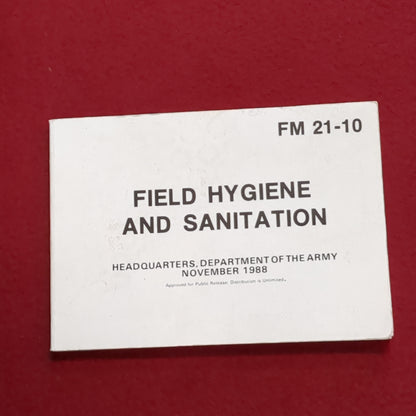 FM 21-10
FIELD HYGIENE
AND SANITATION
HEADQUARTERS, DEPARTMENT OF THE ARMY
NOVEMBER 1988
Approved for Public Release; Distribution is Unlimited.